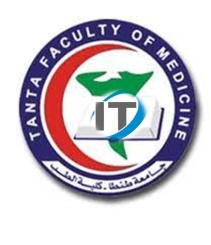 TANTA FACULTY OF MEDICINE
IT
جامعة طنطا - كلية الطب